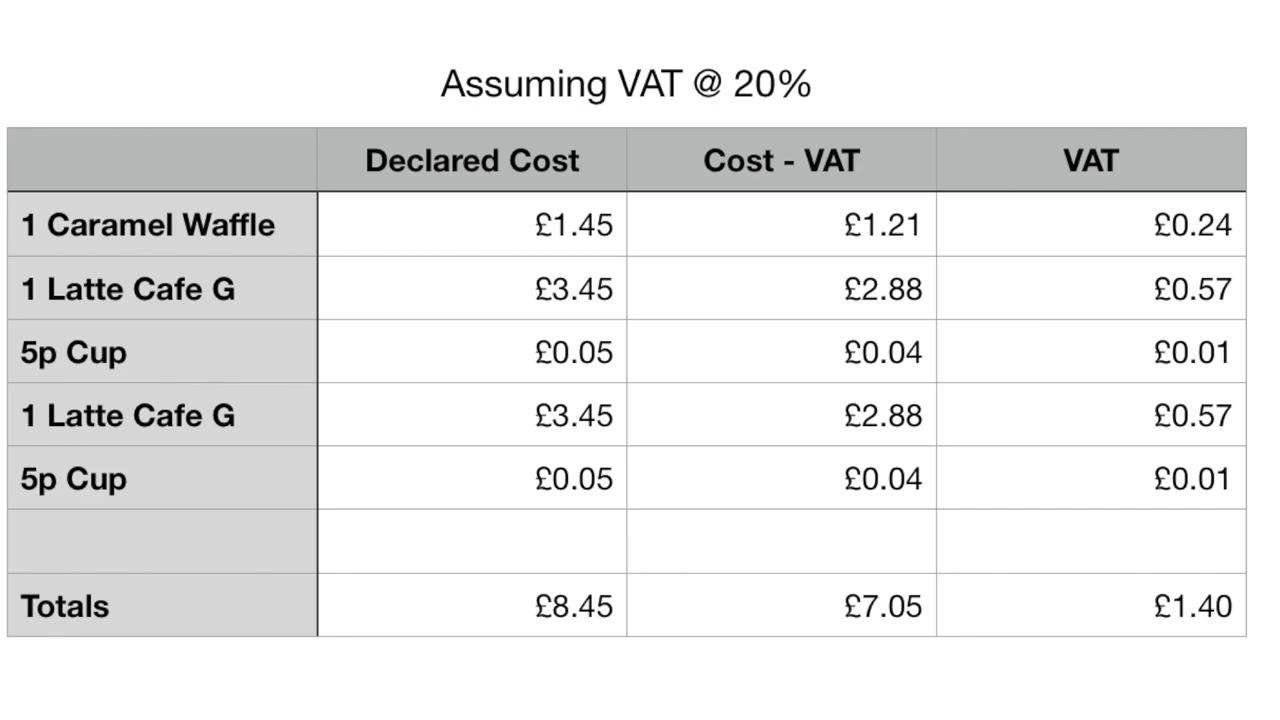 Assuming VAT @ 20%
Declared Cost Cost - VAT VAT
1 Caramel Waffle £1.45 £1.21 £0.24
1 Latte Cafe G £3.45 £2.88 £0.57
5p Cup £0.05 £0.04 £0.01
1 Latte Cafe G £3.45 £2.88 £0.57
5p Cup £0.05 £0.04 £0.01
Totals £8.45 £7.05 £1.40